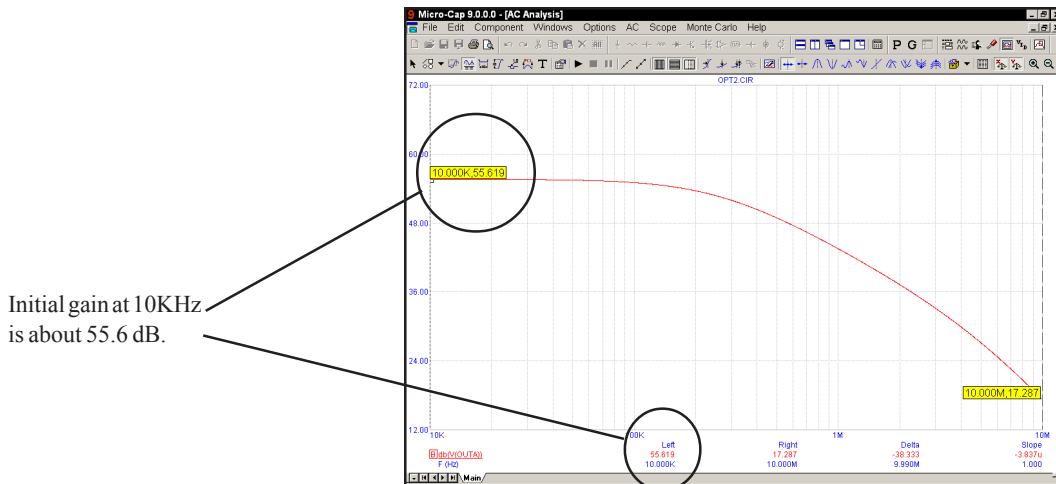 9 Micro-Cap 9.0.0.0 - [AC Analysis]
File Edit Component Windows Options AC Scope Monte Carlo Help
P G
T
OPT2.CIR
72.00
60.00
10.000K,55.619
48.00
Initial gain at 10KHz
is about 55.6 dB.
36.00
24.00
10.000M,17.287
12.00
10K 100K 1M 10M
Left Right Delta Slope
db(V(OUTA)) 55.619 17.287 -38.333 -3.837u
F (Hz) 10.000K 10.000M 9.990M 1.000
Main